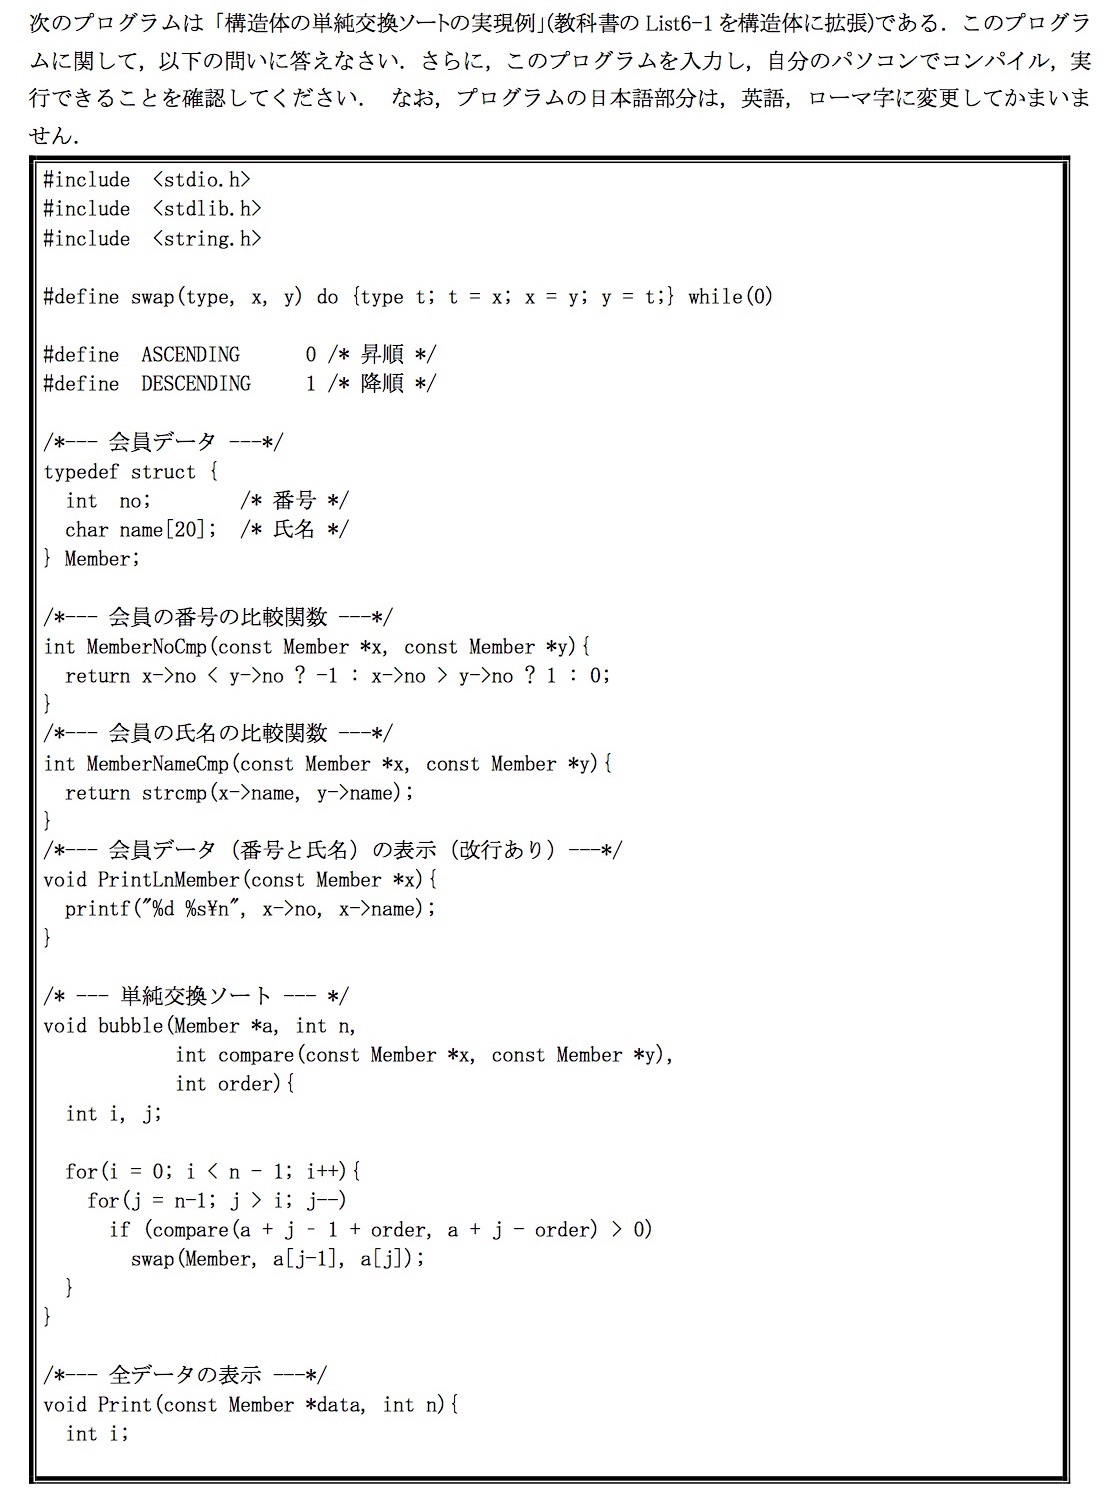 次のプログラムは「構造体の単純交換ソートの実現例」(教科書の List6-1 を構造体に拡張)である．このプログラ
ムに関して，以下の問いに答えなさい．さらに，このプログラムを入力し，自分のパソコンでコンパイル，実
行できることを確認してください． なお，プログラムの日本語部分は，英語，ローマ字に変更してかまいま
せん．
#include <stdio.h>
#include <stdlib.h>
#include <string.h>
#define swap(type, x, y) do {type t; t = x; x = y; y = t;} while(0)
#define ASCENDING 0 /* 昇順 */
#define DESCENDING 1 /* 降順 */
/*--- 会員データ ---*/
typedef struct {
int no; /* 番号 */
char name[20]; /* 氏名 */
} Member;
/*--- 会員の番号の比較関数 ---*/
int MemberNoCmp(const Member *x, const Member *y){
return x->no < y->no ? -1 : x->no > y->no ? 1 : 0;
}
/*--- 会員の氏名の比較関数 ---*/
int MemberNameCmp(const Member *x, const Member *y){
return strcmp(x->name, y->name);
}
/*--- 会員データ（番号と氏名）の表示（改行あり）---*/
void PrintLnMember(const Member *x){
printf("%d %s¥n", x->no, x->name);
}
/* --- 単純交換ソート --- */
void bubble(Member *a, int n,
int compare(const Member *x, const Member *y),
int order){
int i, j;
for(i = 0; i < n - 1; i++){
for(j = n-1; j > i; j--)
if (compare(a + j - 1 + order, a + j - order) > 0)
swap(Member, a[j-1], a[j]);
}
}
/*--- 全データの表示 ---*/
void Print(const Member *data, int n){
int i;